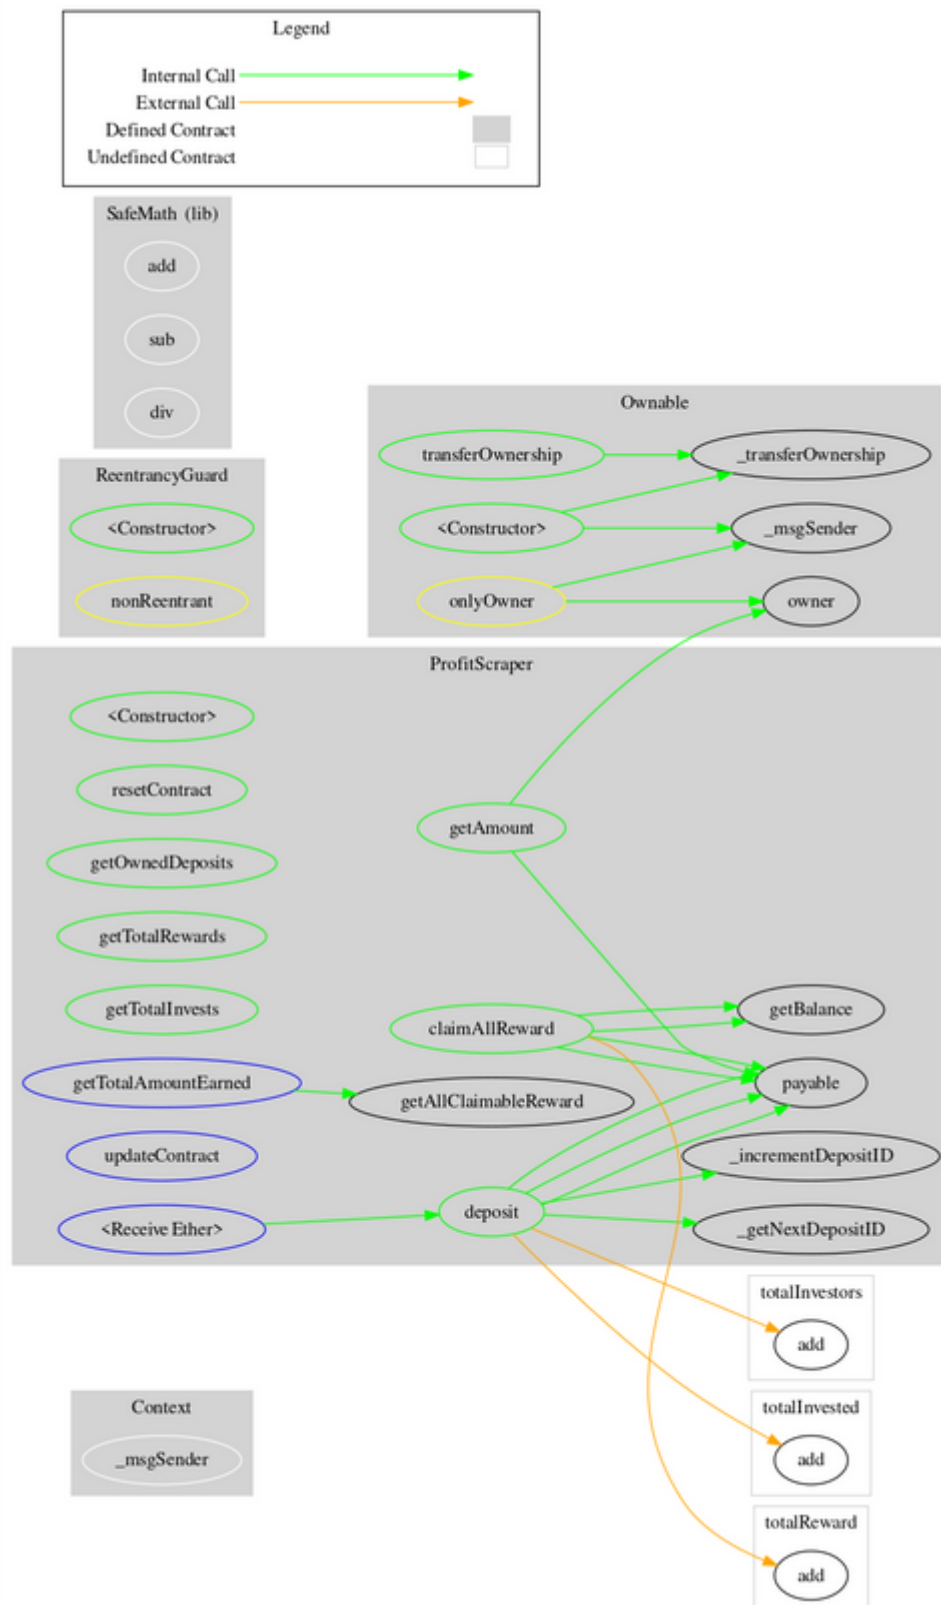 Legend
Internal Call
External Call
Defined Contract
Undefined Contract
SafeMath (lib)
add
sub
div
ReentrancyGuard
<Constructor>
nonReentrant
Ownable
transferOwnership
_transferOwnership
<Constructor>
_msgSender
onlyOwner
owner
ProfitScraper
<Constructor>
resetContract
getAmount
getOwnedDeposits
getTotalRewards
getTotalInvests
claimAllReward
getBalance
getTotalAmountEarned
getAllClaimableReward
payable
updateContract
_incrementDepositID
<Receive Ether>
deposit
_getNextDepositID
totalInvestors
add
Context
_msgSender
totalInvested
add
totalReward
add